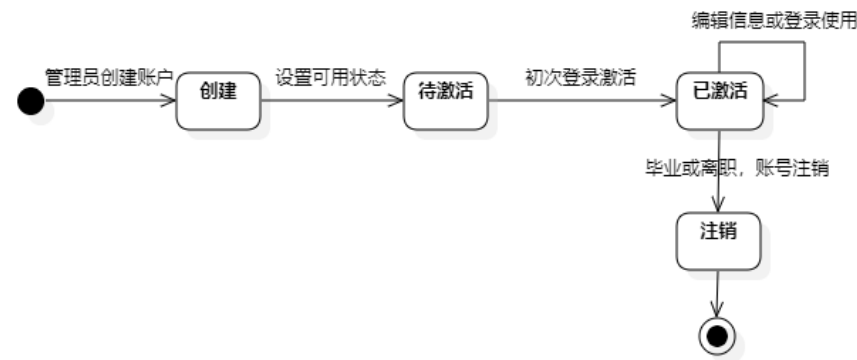 编辑信息或登录使用
管理员创建账户
设置可用状态
初次登录激活
创建
待激活
已激活
毕业或离职，账号注销
注销